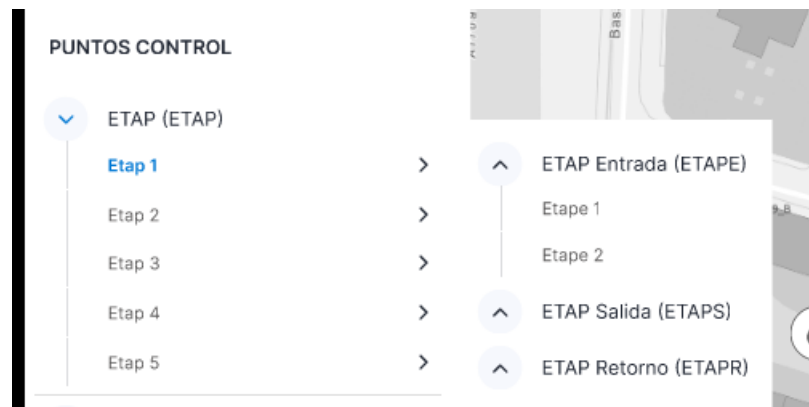 PUNTOS CONTROL
ETAP (ETAP)
Etap 1
Etap 2
Etap 3
Etap 4
Etap 5
Bas
ETAP Entrada (ETAPE)
Etape 1
Etape 2
ETAP Salida (ETAPS)
ETAP Retorno (ETAPR)
9_B